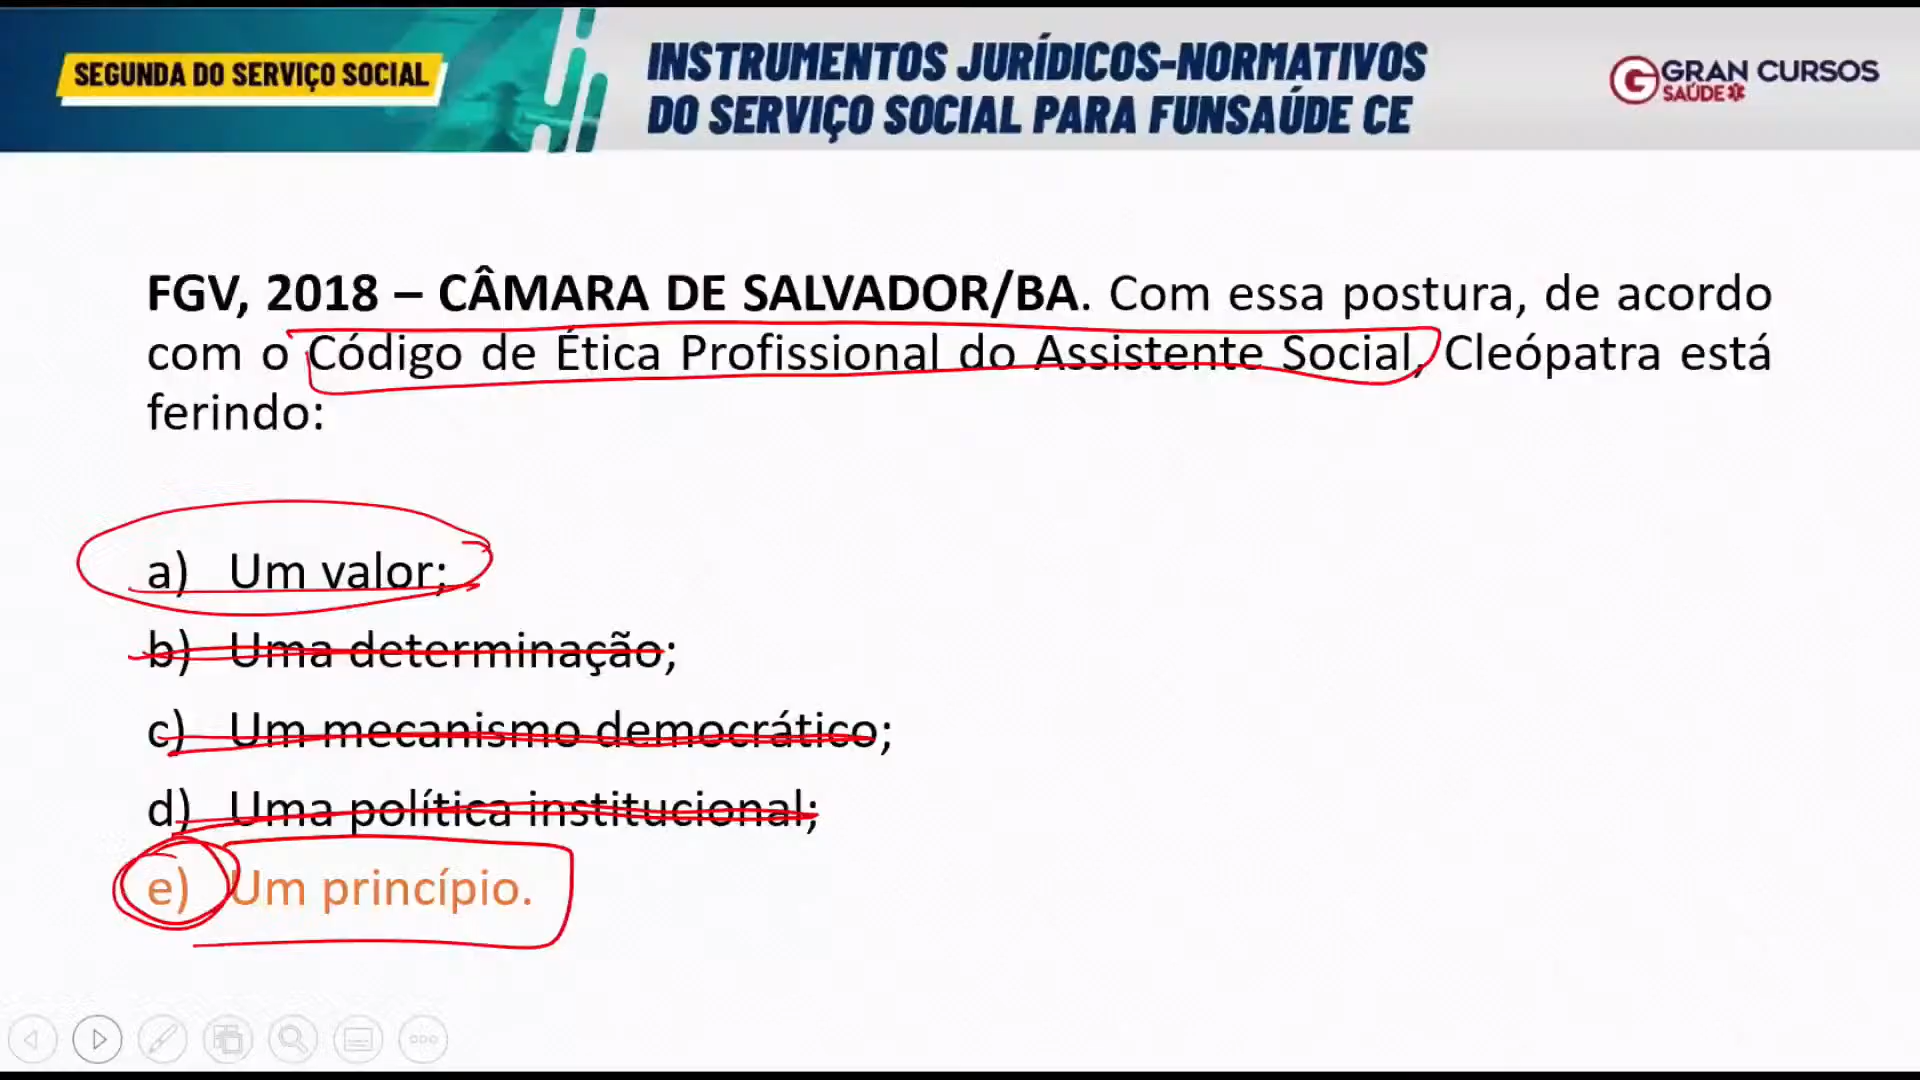 SEGUNDA DO SERVIÇO SOCIAL
INSTRUMENTOS JURÍDICOS-NORMATIVOS
DO SERVIÇO SOCIAL PARA FUNSAÚDE CE
G GRAN CURSOS
SAÚDE
FGV, 2018 – CÂMARA DE SALVADOR/BA. Com essa postura, de acordo
com o Código de Ética Profissional do Assistente Social, Cleópatra está
ferindo:
a) Um valor;
b) Uma determinação;
c) Um mecanismo democrático;
d) Uma política institucional;
e) Um princípio.